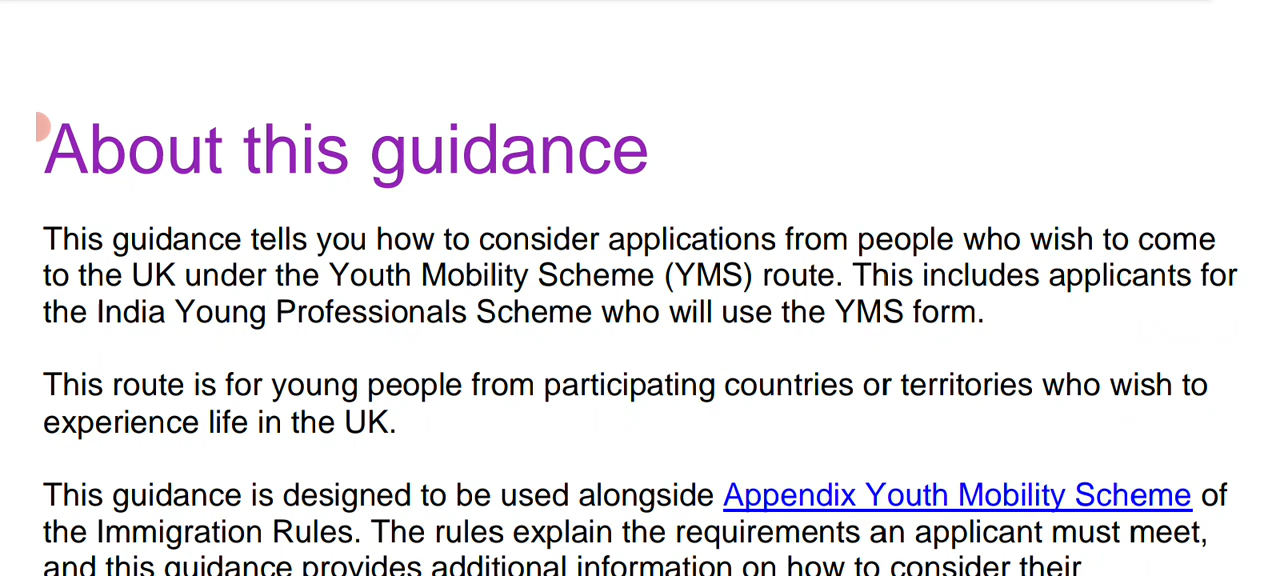 About this guidance
This guidance tells you how to consider applications from people who wish to come
to the UK under the Youth Mobility Scheme (YMS) route. This includes applicants for
the India Young Professionals Scheme who will use the YMS form.
This route is for young people from participating countries or territories who wish to
experience life in the UK.
This guidance is designed to be used alongside Appendix Youth Mobility Scheme of
the Immigration Rules. The rules explain the requirements an applicant must meet,
and this guidance provides additional information on how to consider their